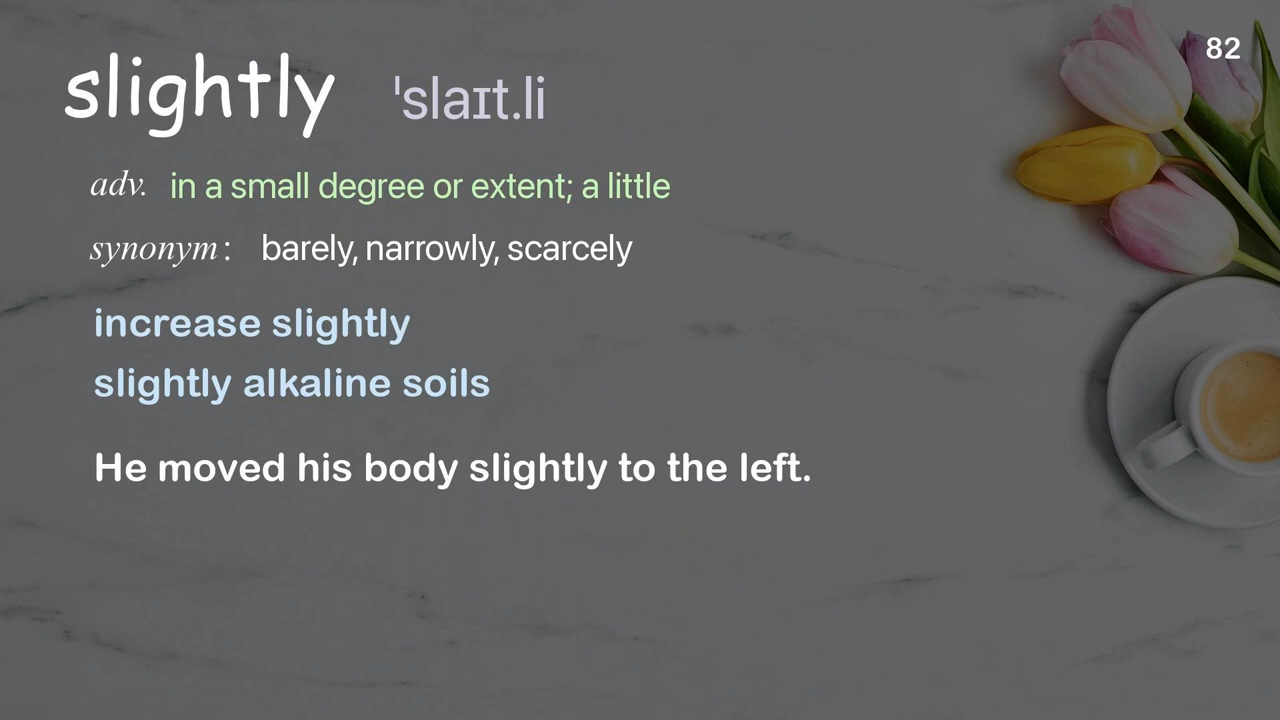 82
slightly ˈslaɪt.li
adv. in a small degree or extent; a little
synonym: barely, narrowly, scarcely
increase slightly
slightly alkaline soils
He moved his body slightly to the left.